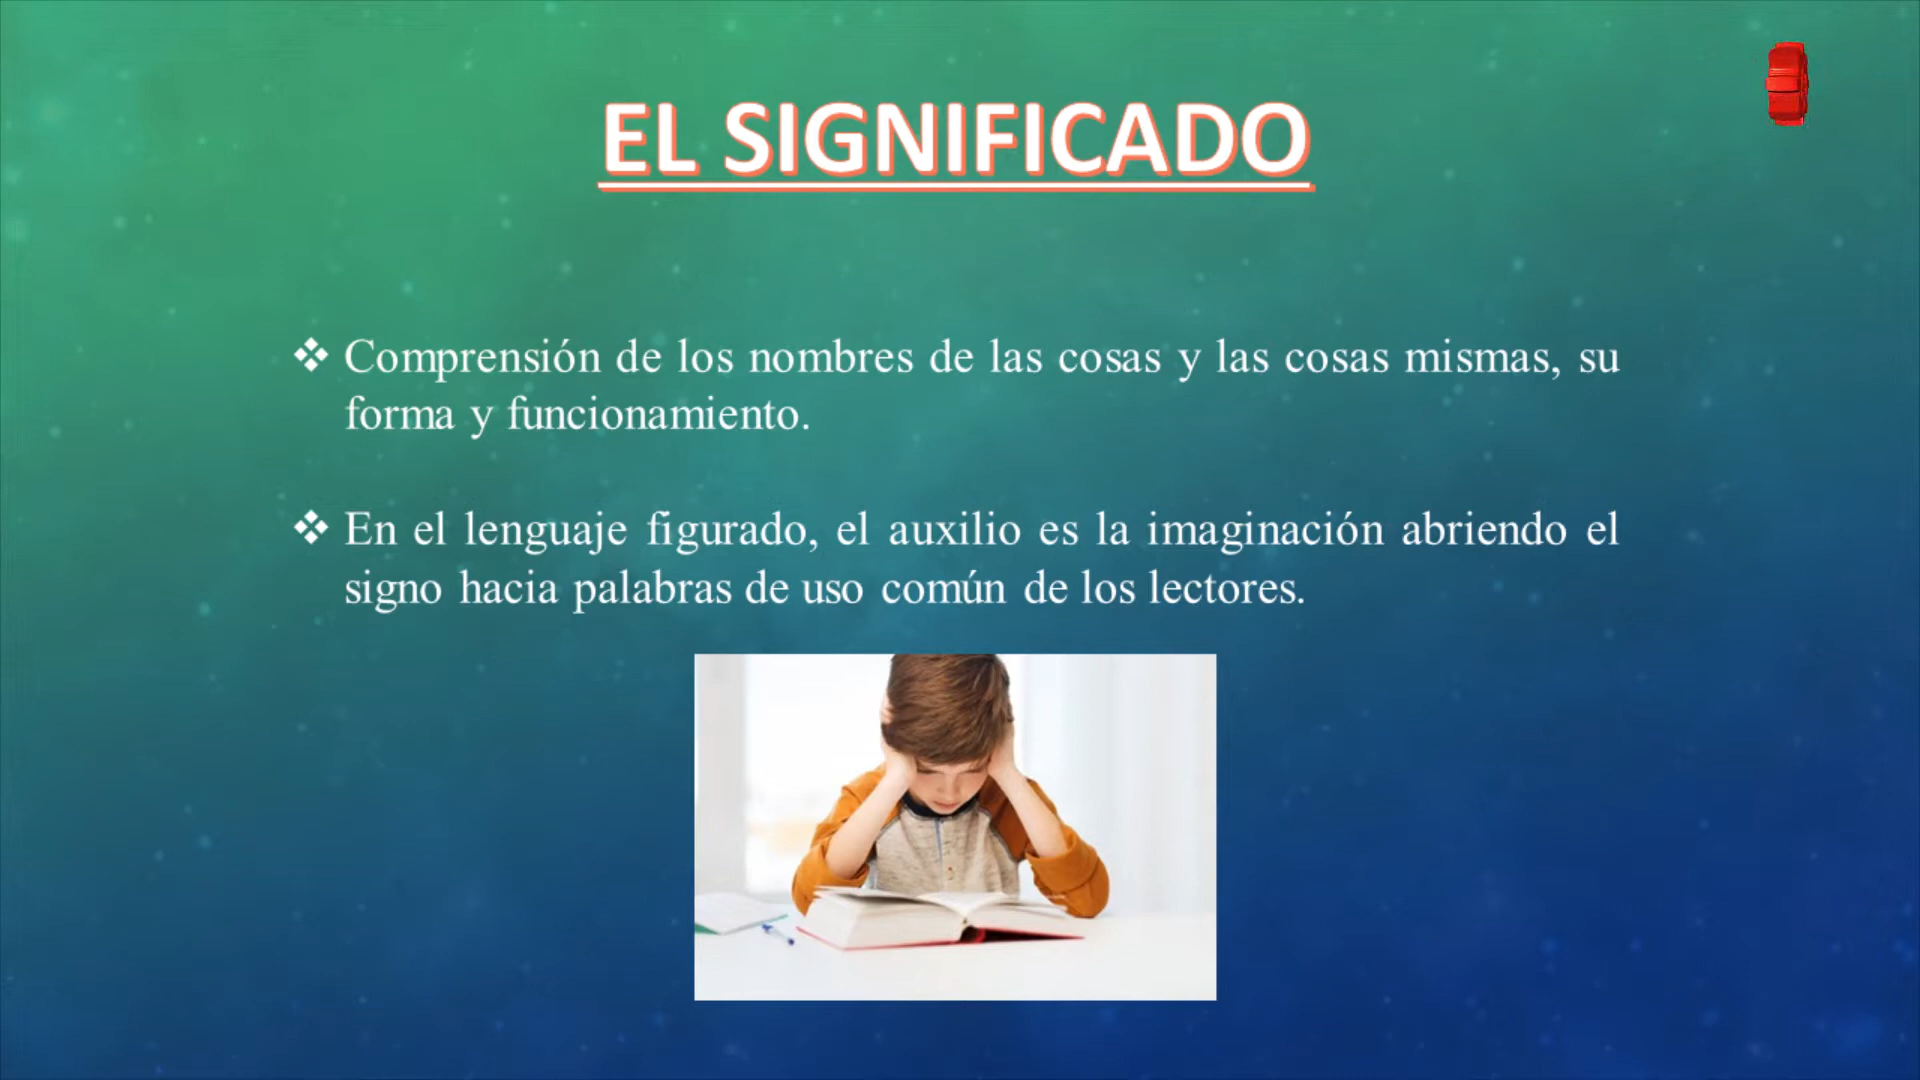 EL SIGNIFICADO
❖ Comprensión de los nombres de las cosas y las cosas mismas, su
forma y funcionamiento.
❖ En el lenguaje figurado, el auxilio es la imaginación abriendo el
signo hacia palabras de uso común de los lectores.